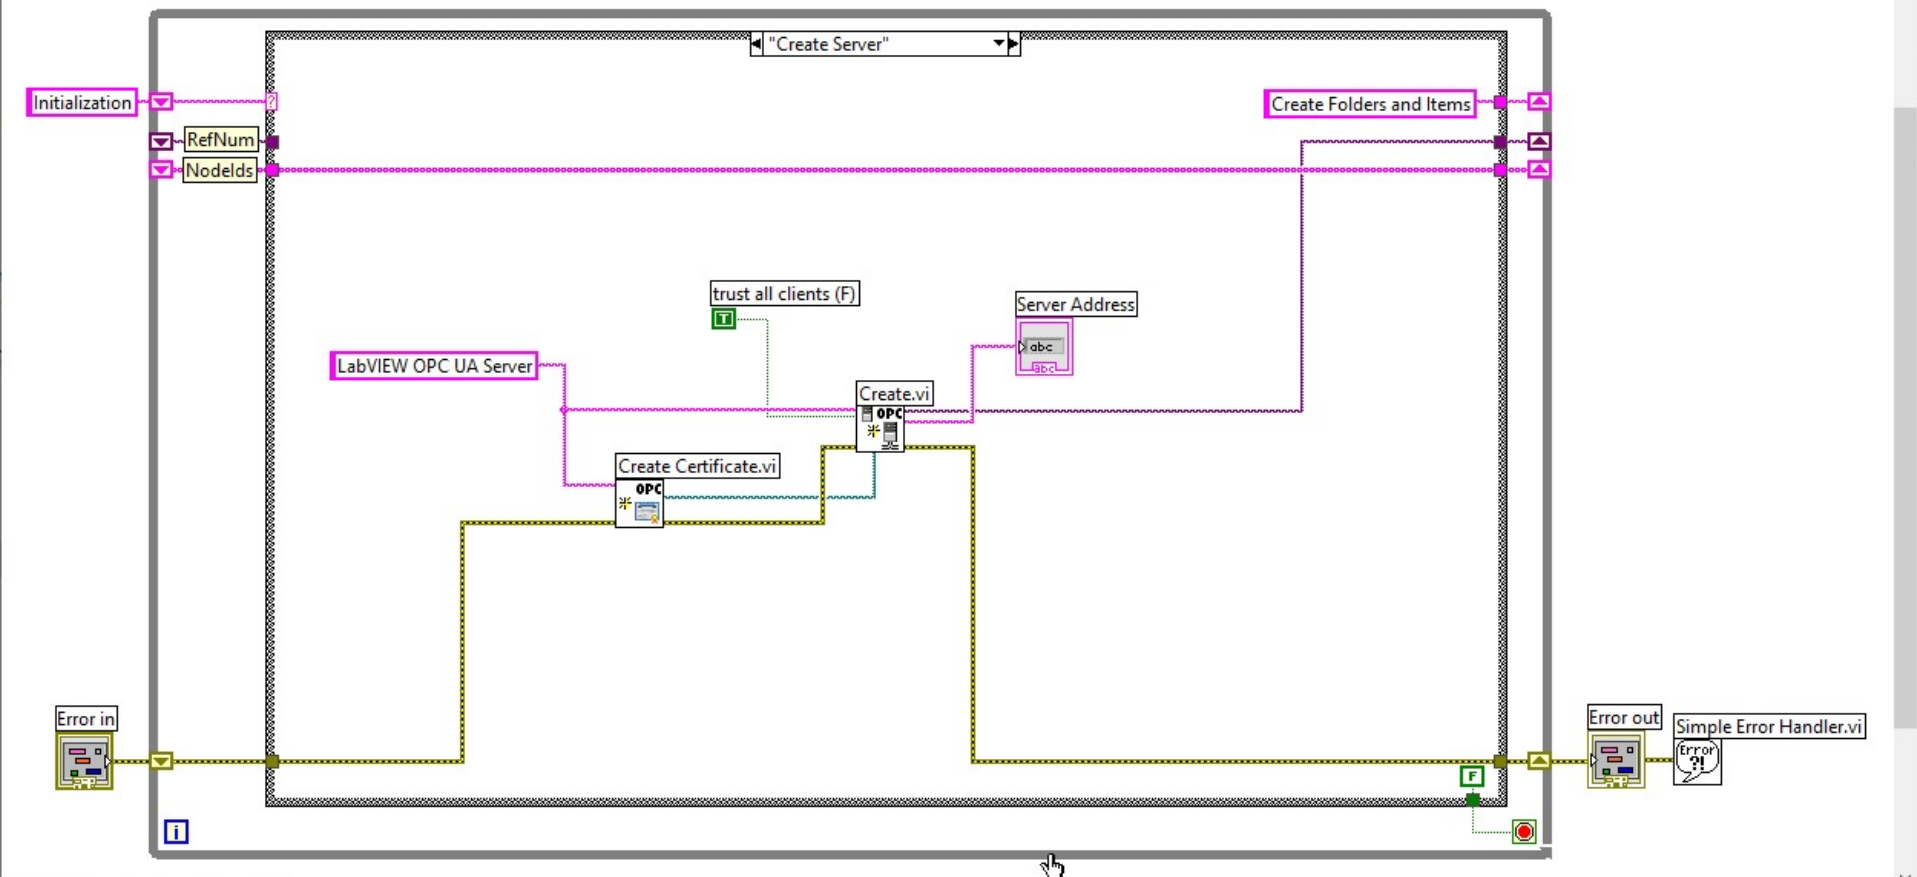 "Create Server"
Initialization
?
Create Folders and Items
RefNum
NodeIds
trust all clients (F)
T
Server Address
abc
abc
LabVIEW OPC UA Server
Create.vi
OPC
Create Certificate.vi
OPC
Error in
Error out
Simple Error Handler.vi
Error
?!
F
i